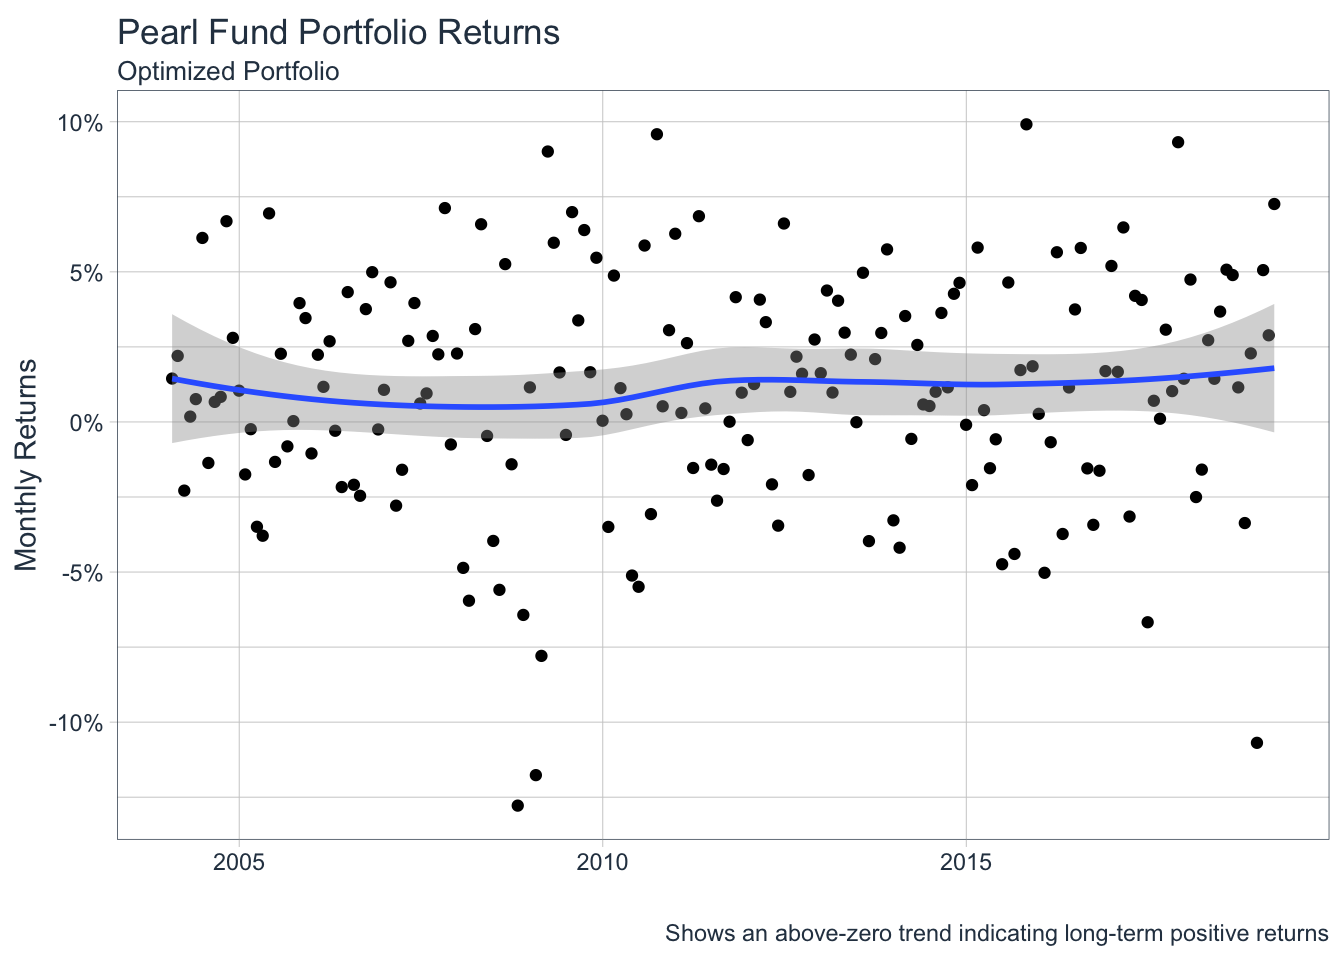 Pearl Fund Portfolio Returns
Optimized Portfolio
Monthly Returns
10%
5%
0%
-5%
-10%
2005 2010 2015
Shows an above-zero trend indicating long-term positive returns